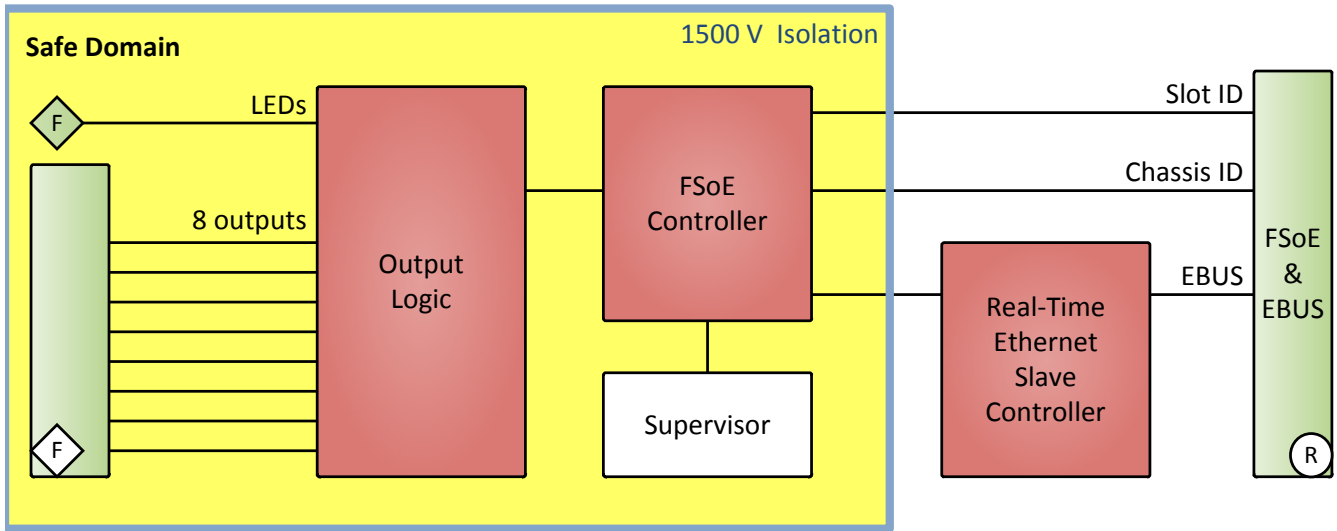 Safe Domain
1500 V Isolation
F
LEDs
8 outputs
F
Output
Logic
FSoE
Controller
Supervisor
Slot ID
Chassis ID
EBUS
Real-Time
Ethernet
Slave
Controller
FSoE
&
EBUS
R